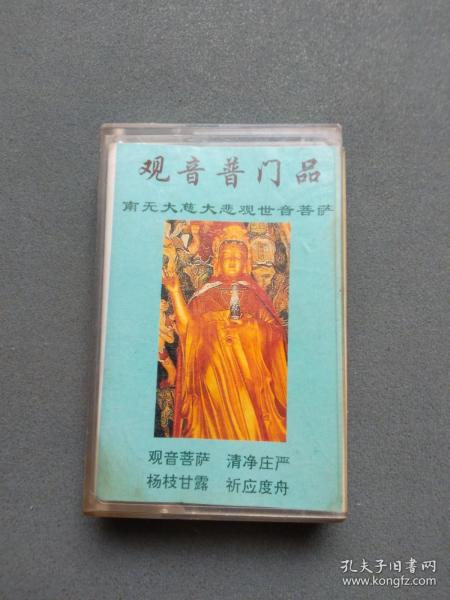 观音普门品
南无大慈大悲观世音菩萨
观音菩萨 清净庄严
杨枝甘露 祈应度舟
孔夫子旧书网
www.kongfz.com